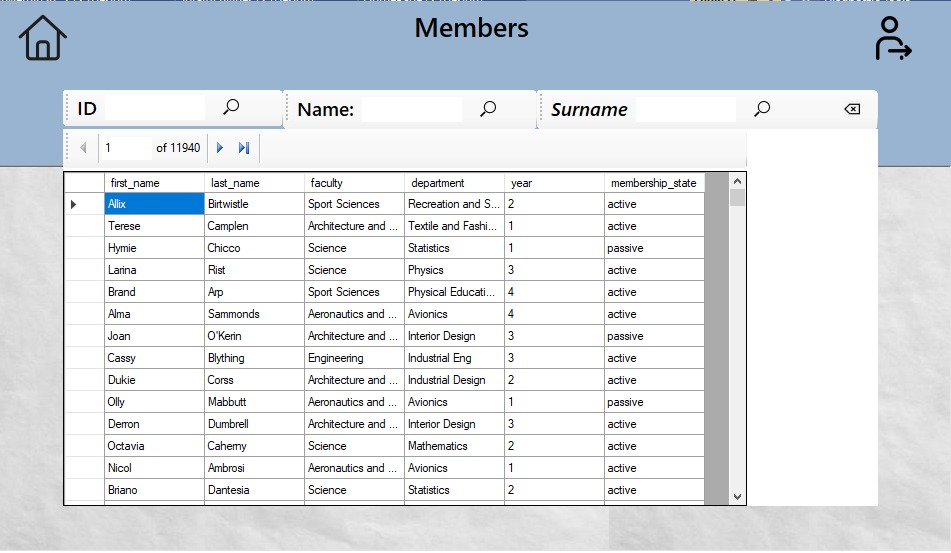 Members
ID Name: Surname
1 of 11940
first_name last_name faculty department year membership_state
Allix Birtwistle Sport Sciences Recreation and S... 2 active
Terese Camplen Architecture and ... Textile and Fashi... 1 active
Hymie Chicco Science Statistics 1 passive
Larina Rist Science Physics 3 active
Brand Arp Sport Sciences Physical Educati... 4 active
Alma Sammonds Aeronautics and ... Avionics 4 active
Joan O'Kerin Architecture and ... Interior Design 3 passive
Cassy Blything Engineering Industrial Eng 3 active
Dukie Corss Architecture and ... Industrial Design 2 active
Olly Mabbutt Aeronautics and ... Avionics 1 passive
Derron Dumbrell Architecture and ... Interior Design 3 active
Octavia Caherny Science Mathematics 2 active
Nicol Ambrosi Aeronautics and ... Avionics 1 active
Briano Dantesia Science Statistics 2 active